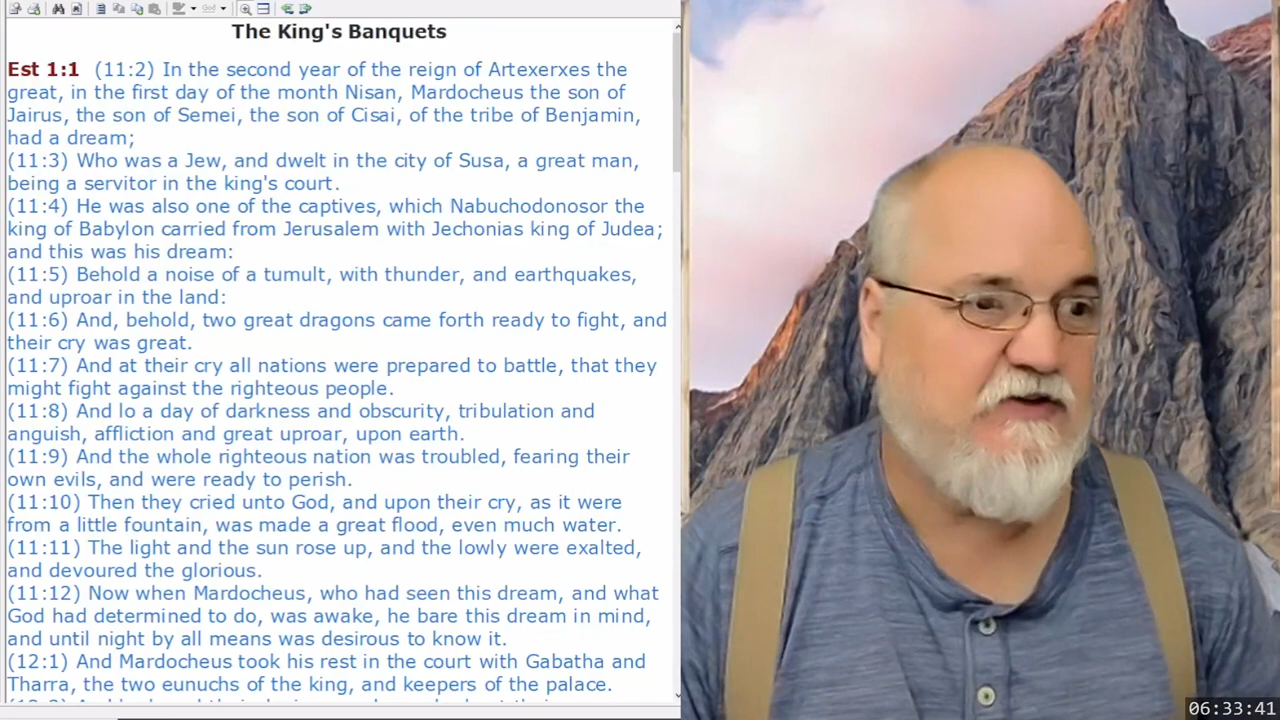 The King's Banquets
Est 1:1 (11:2) In the second year of the reign of Artexerxes the
great, in the first day of the month Nisan, Mardocheus the son of
Jairus, the son of Semei, the son of Cisai, of the tribe of Benjamin,
had a dream;
(11:3) Who was a Jew, and dwelt in the city of Susa, a great man,
being a servitor in the king's court.
(11:4) He was also one of the captives, which Nabuchodonosor the
king of Babylon carried from Jerusalem with Jechonias king of Judea;
and this was his dream:
(11:5) Behold a noise of a tumult, with thunder, and earthquakes,
and uproar in the land:
(11:6) And, behold, two great dragons came forth ready to fight, and
their cry was great.
(11:7) And at their cry all nations were prepared to battle, that they
might fight against the righteous people.
(11:8) And lo a day of darkness and obscurity, tribulation and
anguish, affliction and great uproar, upon earth.
(11:9) And the whole righteous nation was troubled, fearing their
own evils, and were ready to perish.
(11:10) Then they cried unto God, and upon their cry, as it were
from a little fountain, was made a great flood, even much water.
(11:11) The light and the sun rose up, and the lowly were exalted,
and devoured the glorious.
(11:12) Now when Mardocheus, who had seen this dream, and what
God had determined to do, was awake, he bare this dream in mind,
and until night by all means was desirous to know it.
(12:1) And Mardocheus took his rest in the court with Gabatha and
Tharra, the two eunuchs of the king, and keepers of the palace.
06:33:41